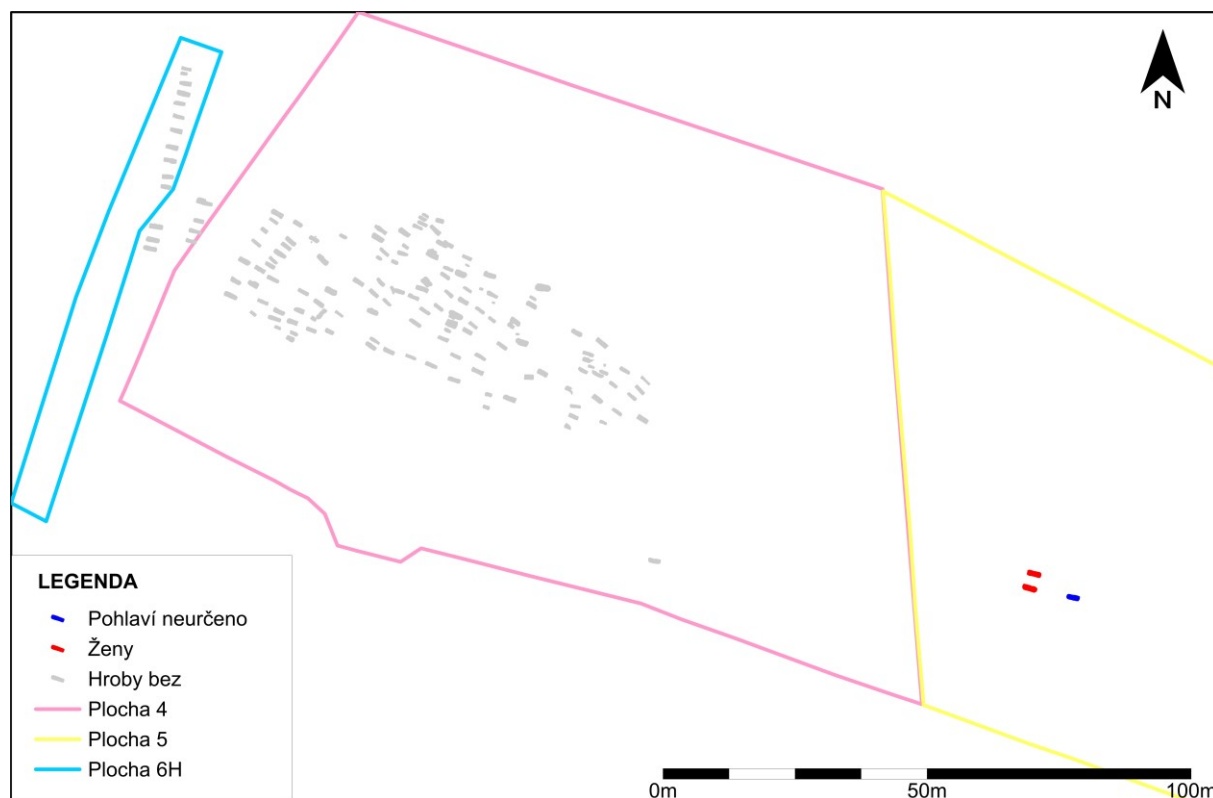 N
LEGENDA
Pohlaví neurčeno
Ženy
Hroby bez
Plocha 4
Plocha 5
Plocha 6H
0m 50m 100m